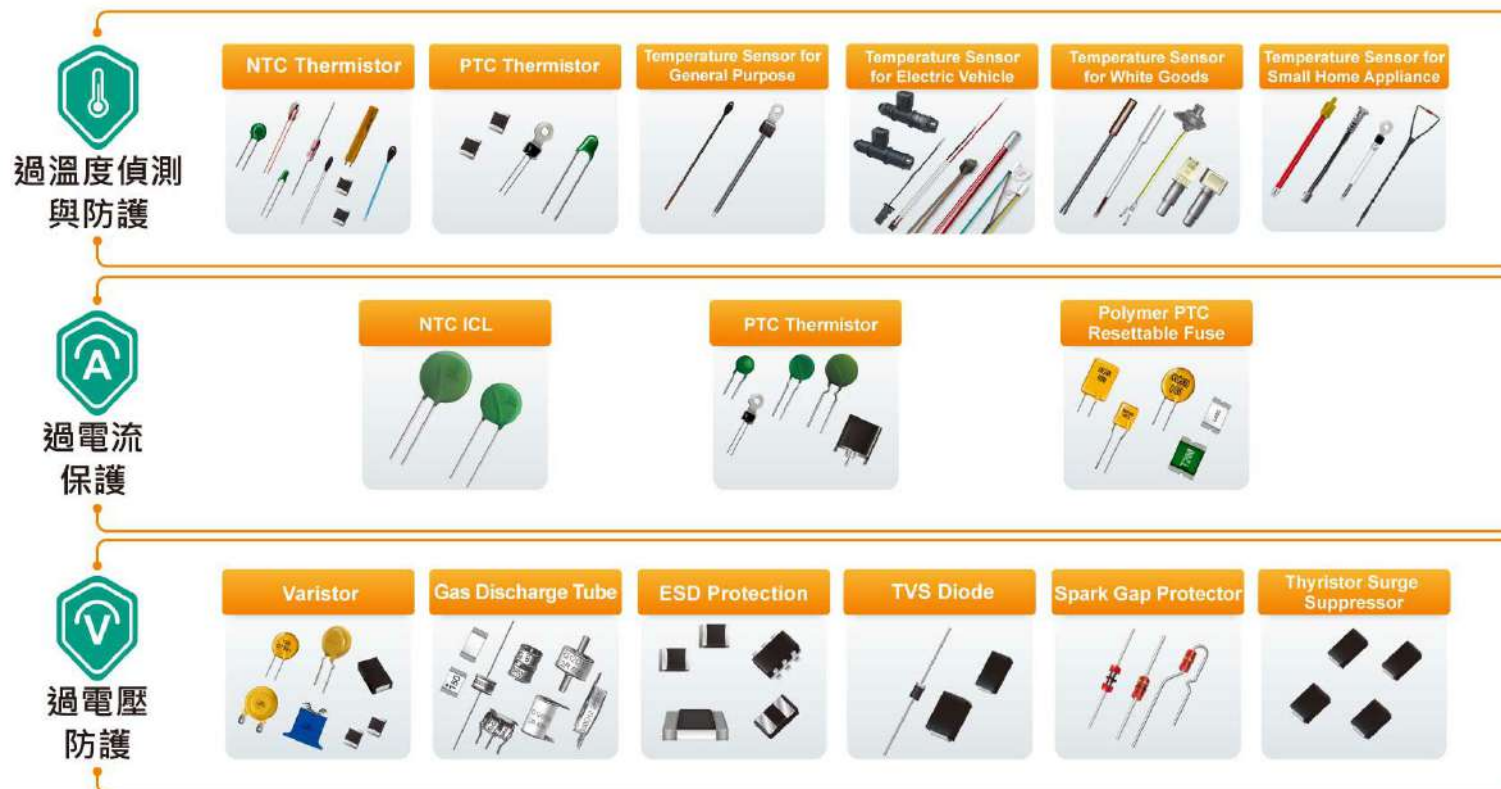 過溫度偵測
與防護
NTC Thermistor
PTC Thermistor
Temperature Sensor for
General Purpose
Temperature Sensor
for Electric Vehicle
Temperature Sensor
for White Goods
Temperature Sensor for
Small Home Appliance
A
過電流
保護
NTC ICL
PTC Thermistor
Polymer PTC
Resettable Fuse
V
過電壓
防護
Varistor
Gas Discharge Tube
ESD Protection
TVS Diode
Spark Gap Protector
Thyristor Surge
Suppressor